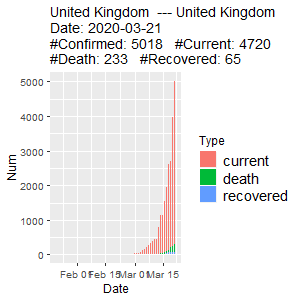 United Kingdom  --- United Kingdom
Date: 2020-03-21
#Confirmed: 5018   #Current: 4720
#Death: 233   #Recovered: 65
5000
4000
3000
2000
1000
0
Num
Feb 01 Feb 15 Mar 01 Mar 15
Date
Type
current
death
recovered